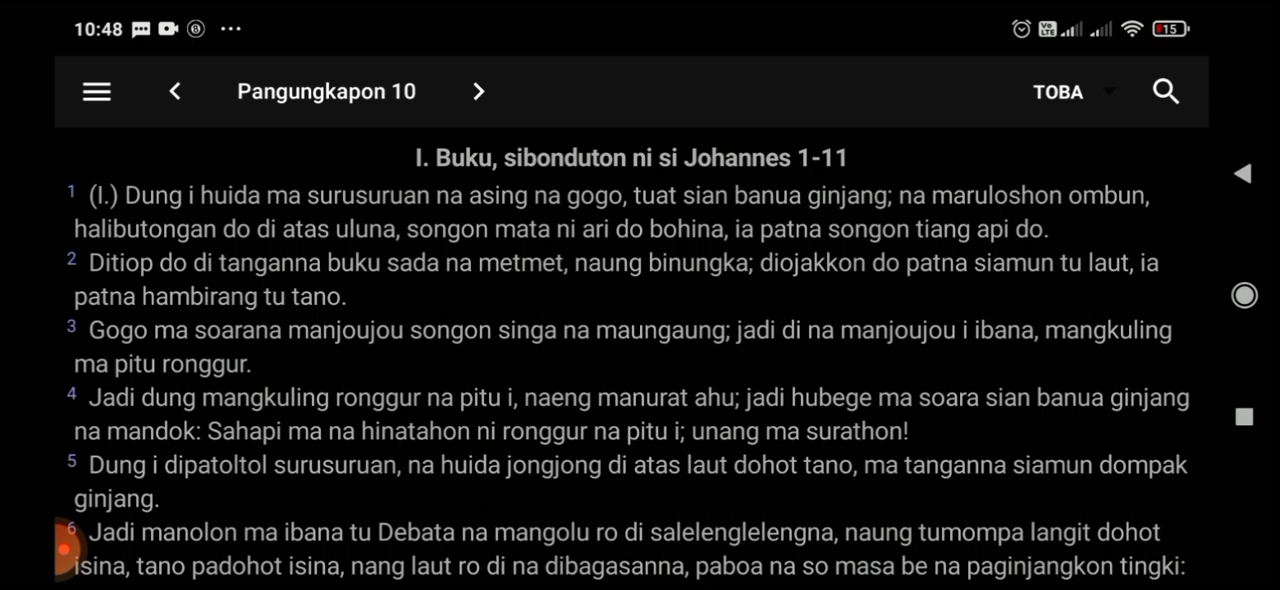 10:48
VoLTE
15
Pangungkapon 10
TOBA
I. Buku, sibonduton ni si Johannes 1-11
1 (I.) Dung i huida ma surusuruan na asing na gogo, tuat sian banua ginjang; na maruloshon ombun,
halibutongan do di atas uluna, songon mata ni ari do bohina, ia patna songon tiang api do.
2 Ditiop do di tanganna buku sada na metmet, naung binungka; diojakkon do patna siamun tu laut, ia
patna hambirang tu tano.
3 Gogo ma soarana manjoujou songon singa na maungaung; jadi di na manjoujou i ibana, mangkuling
ma pitu ronggur.
4 Jadi dung mangkuling ronggur na pitu i, naeng manurat ahu; jadi hubege ma soara sian banua ginjang
na mandok: Sahapi ma na hinatahon ni ronggur na pitu i; unang ma surathon!
5 Dung i dipatoltol surusuruan, na huida jongjong di atas laut dohot tano, ma tanganna siamun dompak
ginjang.
6 Jadi manolon ma ibana tu Debata na mangolu ro di salelenglelengna, naung tumompa langit dohot
isina, tano padohot isina, nang laut ro di na dibagasanna, paboa na so masa be na paginjangkon tingki: